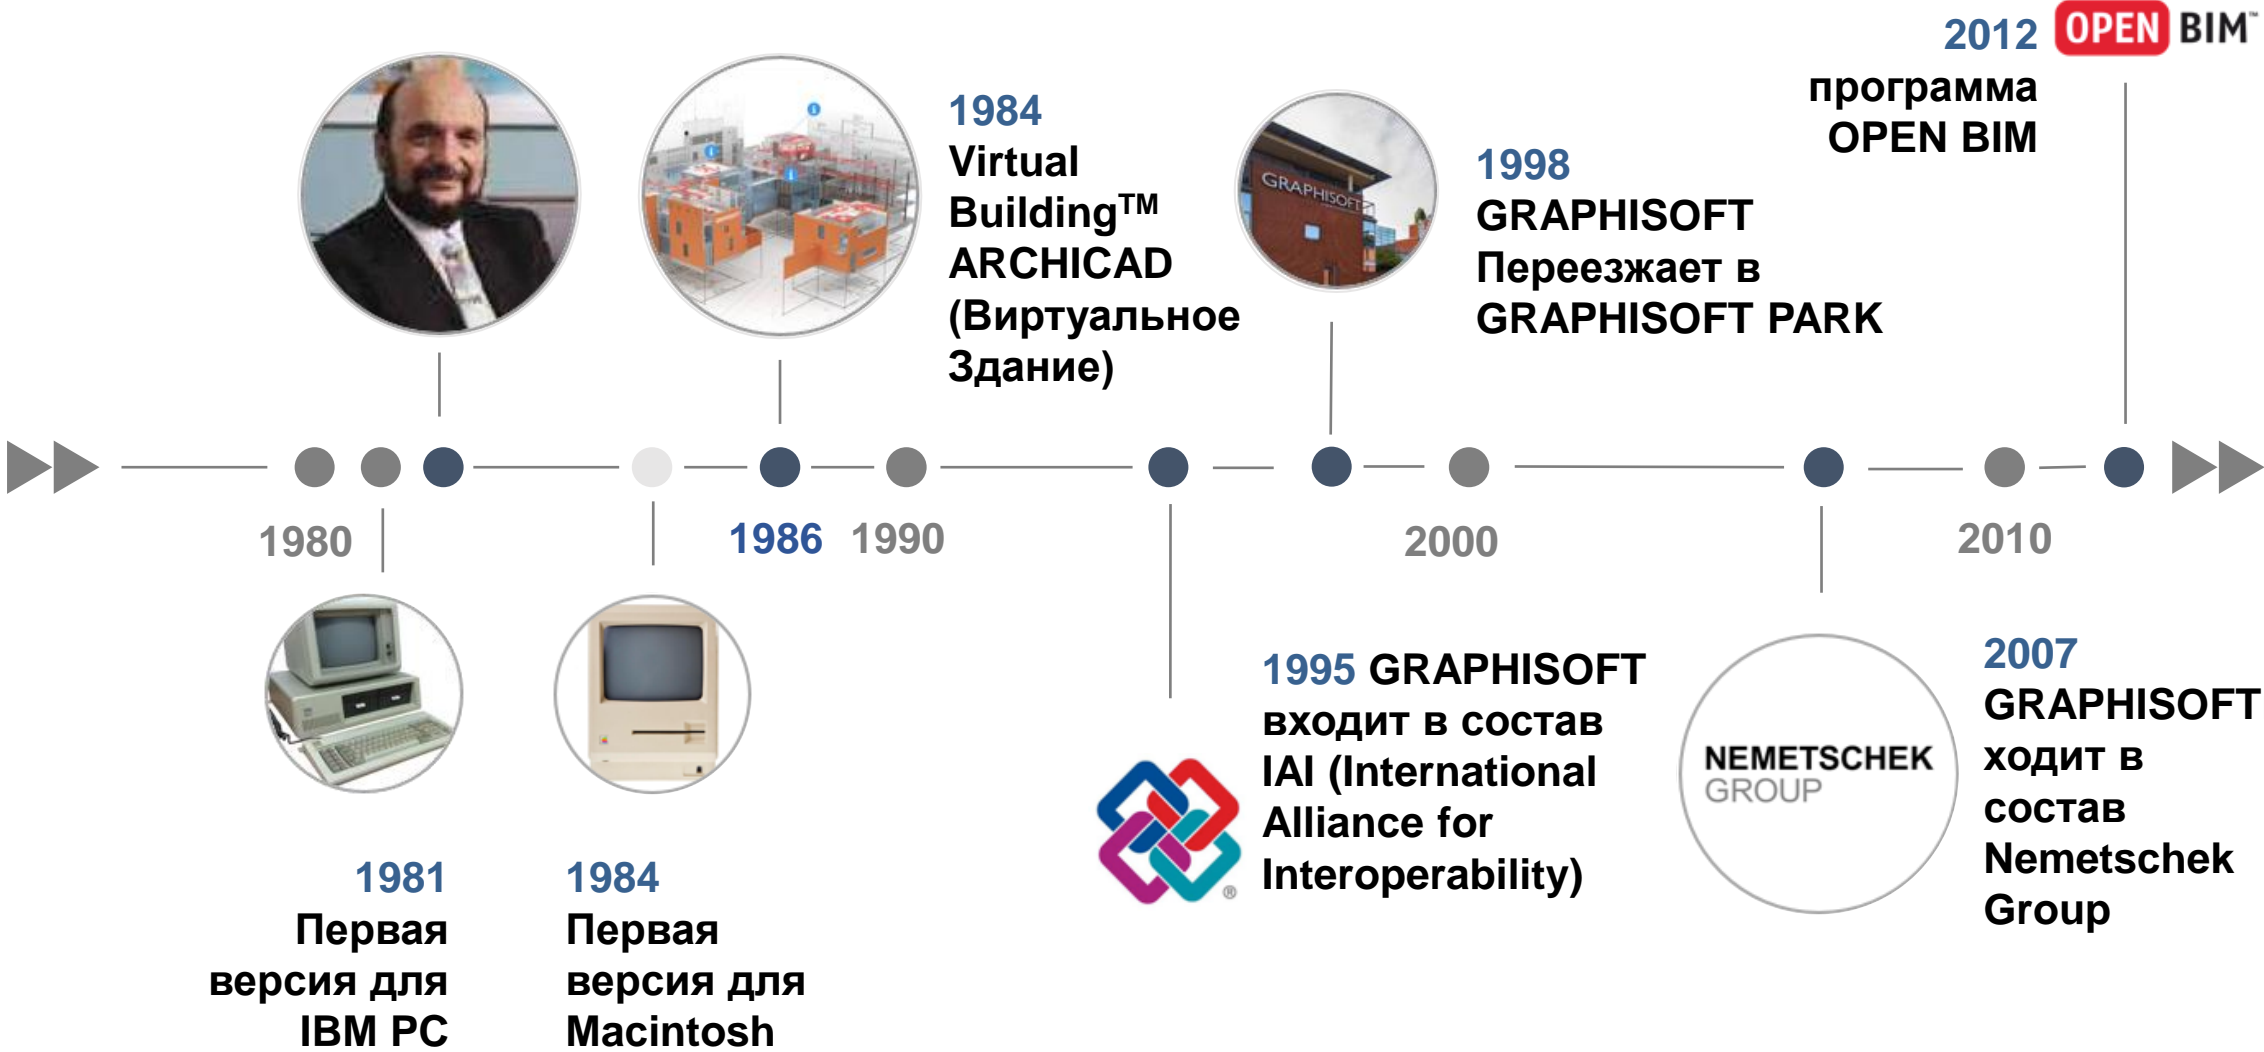 2012
OPEN BIM™
программа
OPEN BIM
1984
Virtual
Building™
ARCHICAD
(Виртуальное
Здание)
GRAPHISOFT
1998
GRAPHISOFT
Переезжает в
GRAPHISOFT PARK
1980
1986
1990
2000
2010
1981
Первая
версия для
IBM PC
1984
Первая
версия для
Macintosh
1995 GRAPHISOFT
входит в состав
IAI (International
Alliance for
Interoperability)
®
NEMETSCHEK
GROUP
2007
GRAPHISOFT
ходит в
состав
Nemetschek
Group